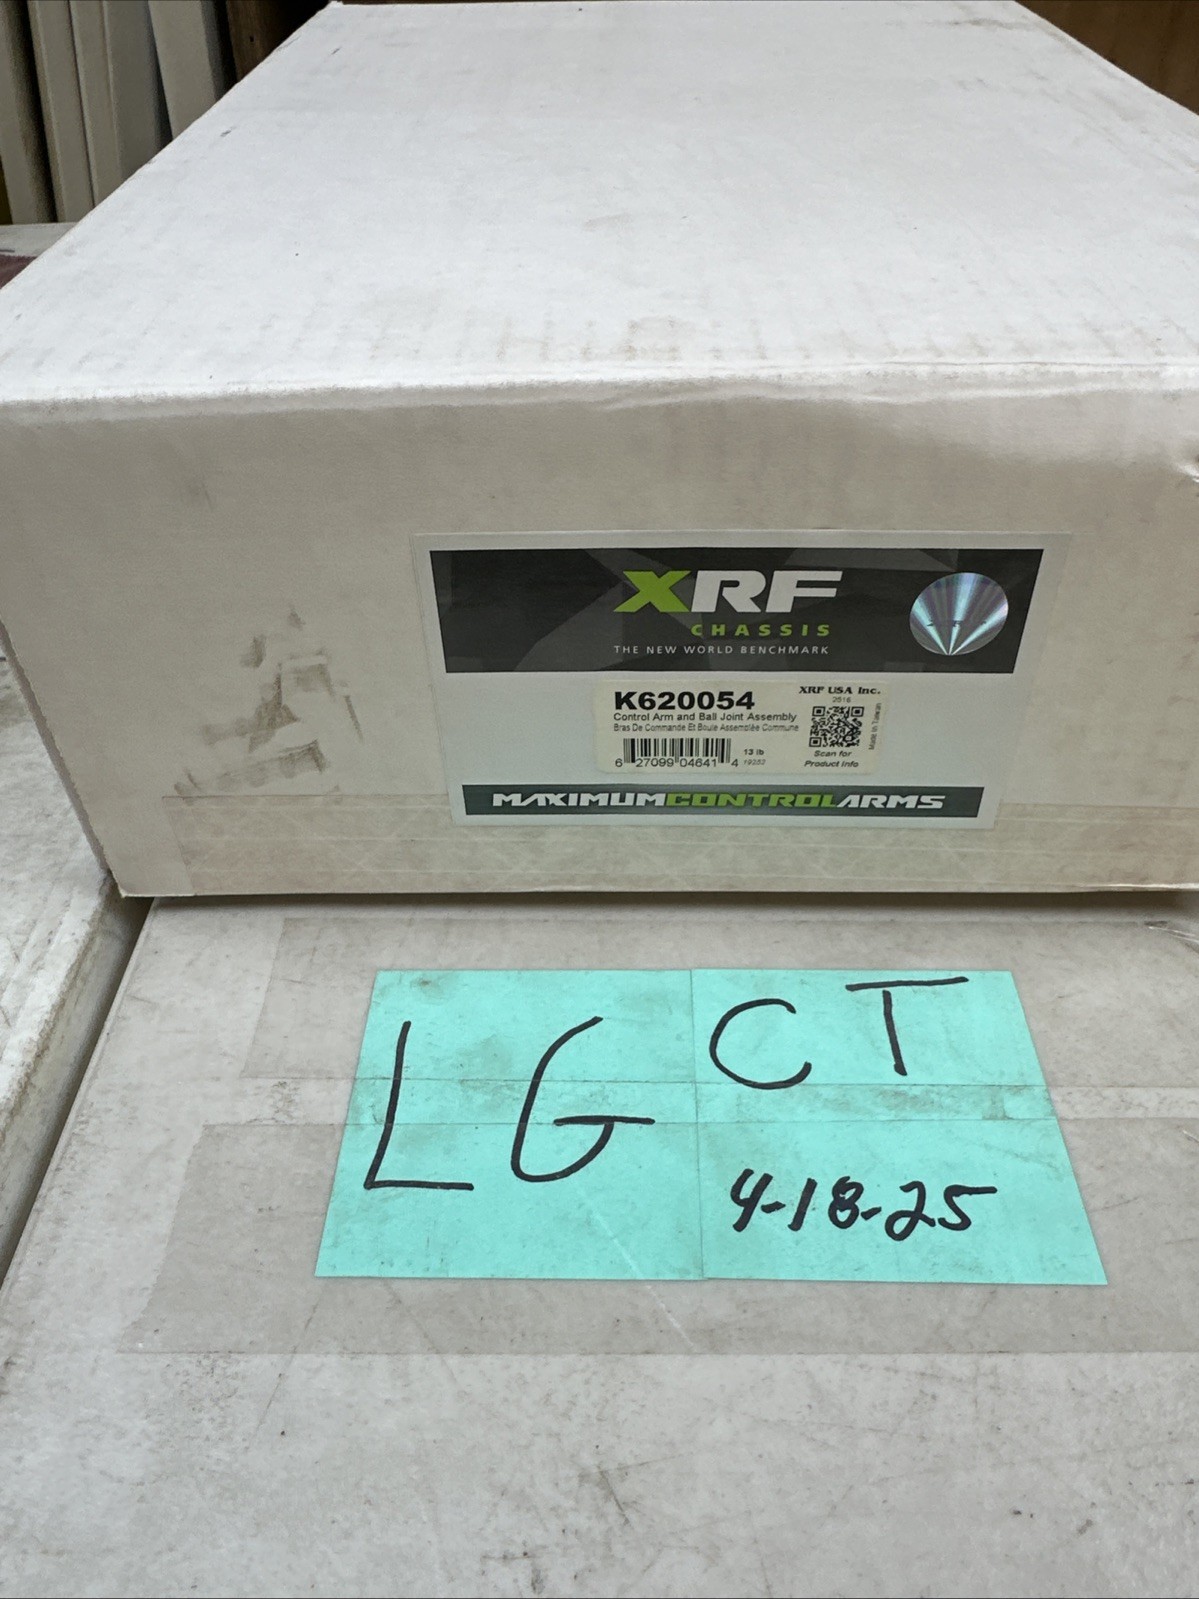 XRF
CHASSIS
THE NEW WORLD BENCHMARK
K620054
XRF USA Inc.
2516
Control Arm and Ball Joint Assembly
Bras De Commande Et Boule Assemblée Commune
Made in Taiwan
13 lb
Scan for
Product Info
6 27099 04641 4
MAXIMUMCONTROLARMS
LG
CT
4-18-25